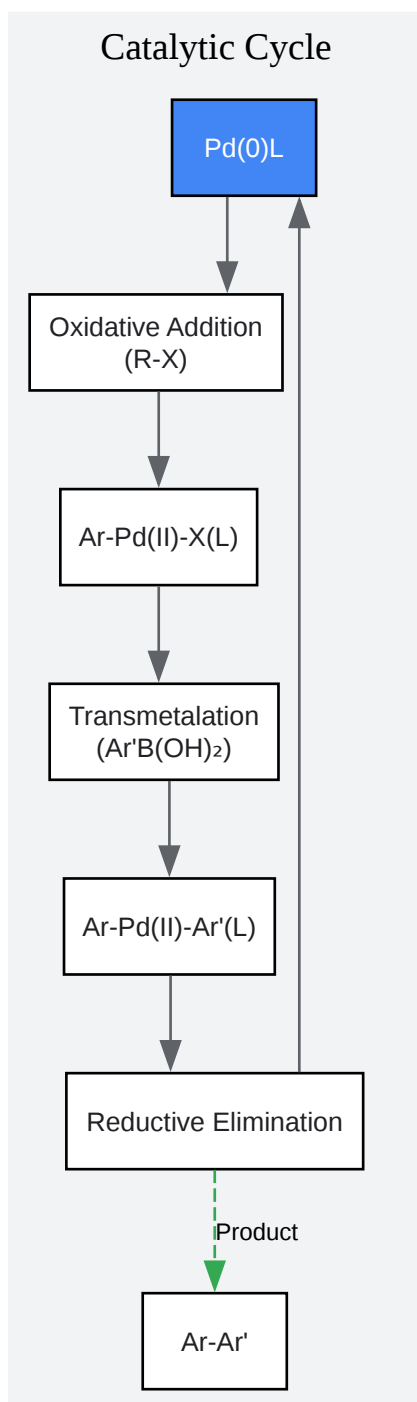 Catalytic Cycle
Pd(0)L
Oxidative Addition
(R-X)
Ar-Pd(II)-X(L)
Transmetalation
(Ar'B(OH)₂)
Ar-Pd(II)-Ar'(L)
Reductive Elimination
Product
Ar-Ar'